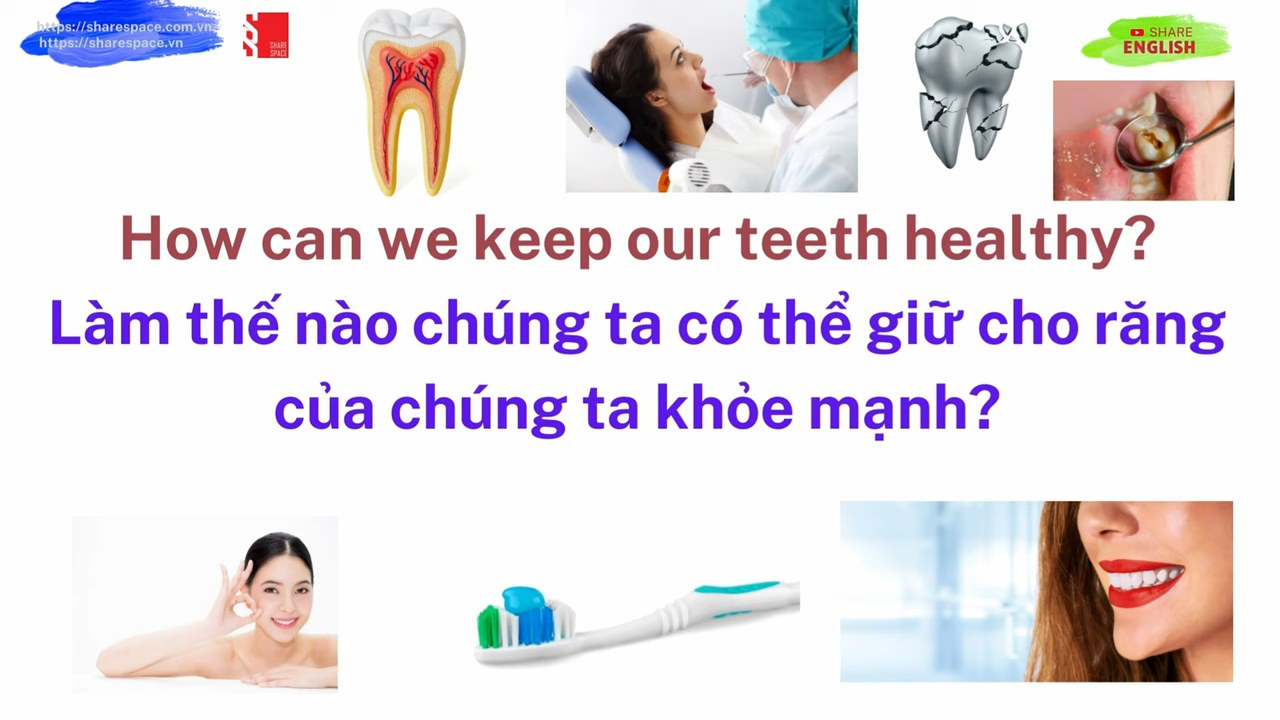 https://sharespace.com.vn
https://sharespace.vn
SHARE
SPACE
SHARE
ENGLISH
How can we keep our teeth healthy?
Làm thế nào chúng ta có thể giữ cho răng
của chúng ta khỏe mạnh?